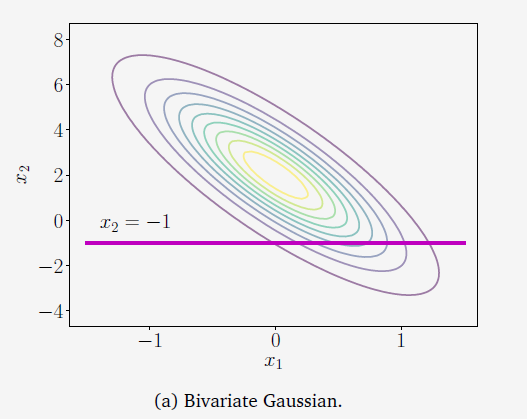 8
6
4
2
0
−2
−4
x₂
x₂ = −1
−1
0
1
x₁
(a) Bivariate Gaussian.